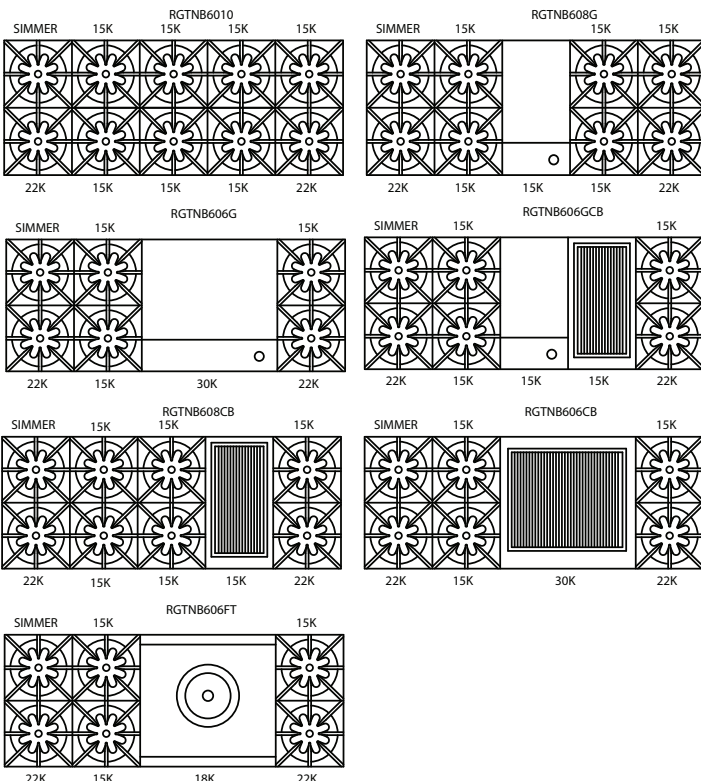 RGTNB6010
SIMMER 15K 15K 15K 15K
22K 15K 15K 15K 22K
RGTNB608G
SIMMER 15K 15K 15K
22K 15K 15K 15K 22K
RGTNB606G
SIMMER 15K 15K
22K 15K 30K 22K
RGTNB606GCB
SIMMER 15K 15K
22K 15K 15K 15K 22K
RGTNB608CB
SIMMER 15K 15K 15K
22K 15K 15K 15K 22K
RGTNB606CB
SIMMER 15K 15K
22K 15K 30K 22K
RGTNB606FT
SIMMER 15K 15K
22K 15K 18K 22K